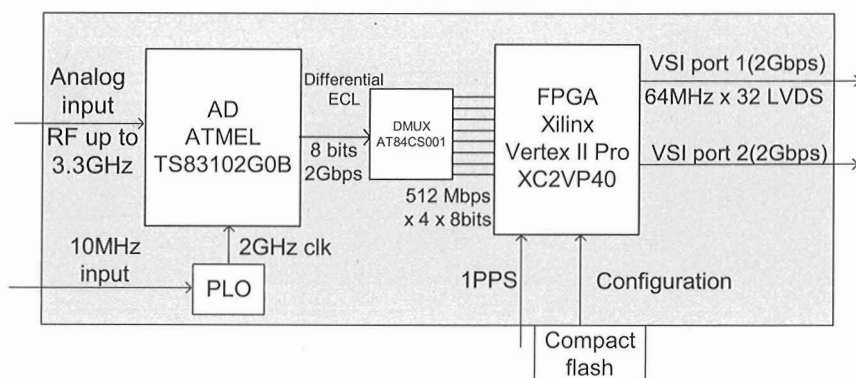 Analog
input
RF up to
3.3GHz
AD
ATMEL
TS83102G0B
Differential
ECL
8 bits
2Gbps
DMUX
AT84CS001
512 Mbps
x 4 x 8bits
FPGA
Xilinx
Vertex II Pro
XC2VP40
VSI port 1(2Gbps)
64MHz x 32 LVDS
VSI port 2(2Gbps)
10MHz
input
2GHz clk
PLO
1PPS
Configuration
Compact
flash